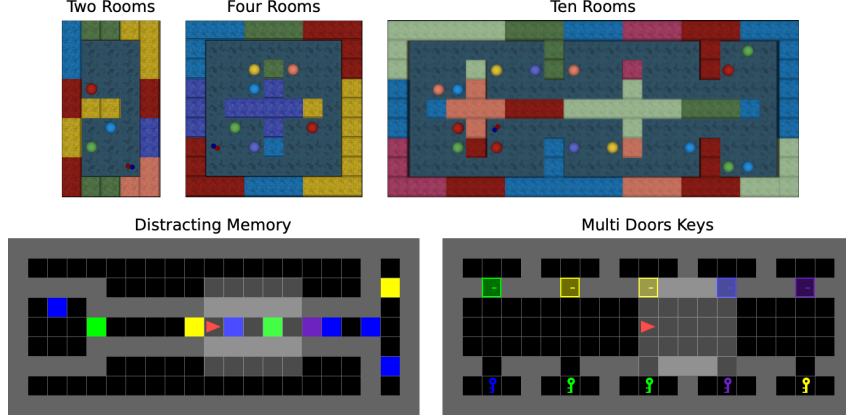 Two Rooms
Four Rooms
Ten Rooms
Distracting Memory
Multi Doors Keys